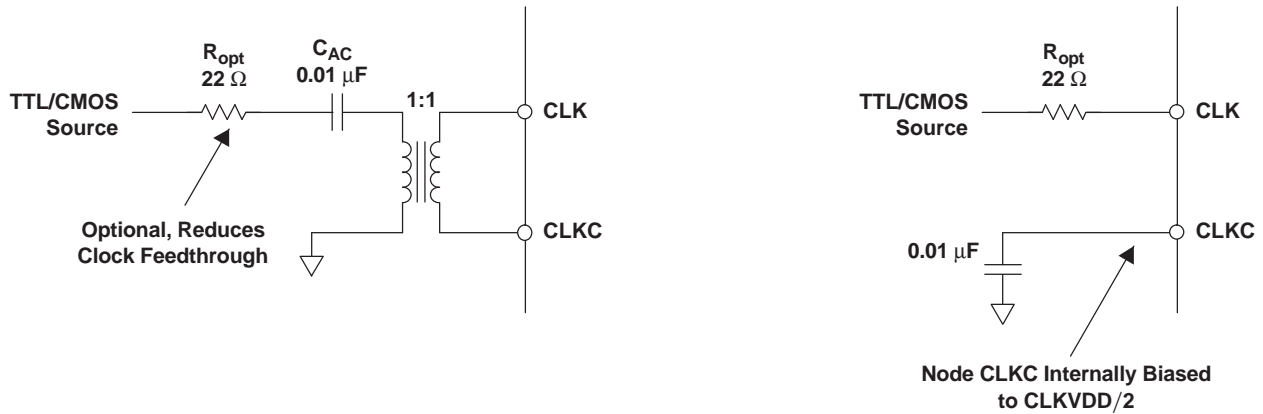 R_opt
22 Ω
C_AC
0.01 μF
1:1
TTL/CMOS
Source
CLK
CLKC
Optional, Reduces
Clock Feedthrough
R_opt
22 Ω
TTL/CMOS
Source
CLK
CLKC
0.01 μF
Node CLKC Internally Biased
to CLKVDD/2